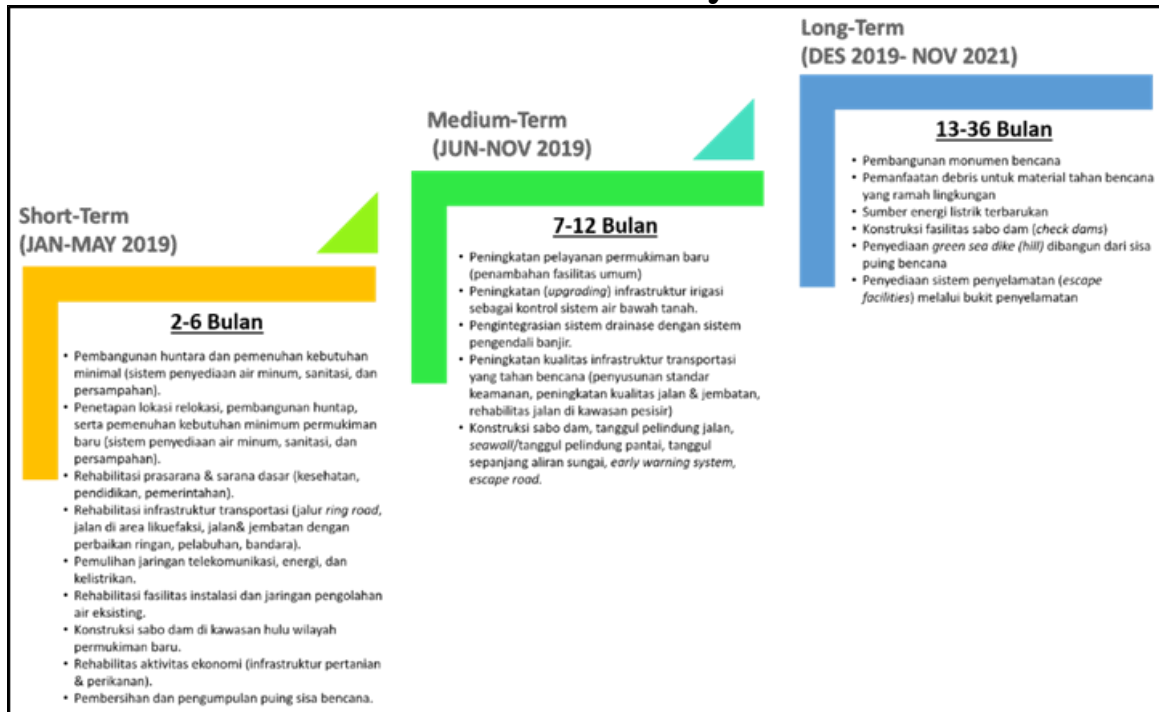 Short-Term
(JAN-MAY 2019)
2-6 Bulan
• Pembangunan huntara dan pemenuhan kebutuhan
minimal (sistem penyediaan air minum, sanitasi, dan
persampahan).
• Penetapan lokasi relokasi, pembangunan huntap,
serta pemenuhan kebutuhan minimum permukiman
baru (sistem penyediaan air minum, sanitasi, dan
persampahan).
• Rehabilitasi prasarana & sarana dasar (kesehatan,
pendidikan, pemerintahan).
• Rehabilitasi infrastruktur transportasi (jalur ring road,
jalan di area likuefaksi, jalan& jembatan dengan
perbaikan ringan, pelabuhan, bandara).
• Pemulihan jaringan telekomunikasi, energi, dan
kelistrikan.
• Rehabilitasi fasilitas instalasi dan jaringan pengolahan
air eksisting.
• Konstruksi sabo dam di kawasan hulu wilayah
permukiman baru.
• Rehabilitas aktivitas ekonomi (infrastruktur pertanian
& perikanan).
• Pembersihan dan pengumpulan puing sisa bencana.
Medium-Term
(JUN-NOV 2019)
7-12 Bulan
• Peningkatan pelayanan permukiman baru
(penambahan fasilitas umum)
• Peningkatan (upgrading) infrastruktur irigasi
sebagai kontrol sistem air bawah tanah.
• Pengintegrasian sistem drainase dengan sistem
pengendali banjir.
• Peningkatan kualitas infrastruktur transportasi
yang tahan bencana (penyusunan standar
keamanan, peningkatan kualitas jalan & jembatan,
rehabilitas jalan di kawasan pesisir)
• Konstruksi sabo dam, tanggul pelindung jalan,
seawall/tanggul pelindung pantai, tanggul
sepanjang aliran sungai, early warning system,
escape road.
Long-Term
(DES 2019- NOV 2021)
13-36 Bulan
• Pembangunan monumen bencana
• Pemanfaatan debris untuk material tahan bencana
yang ramah lingkungan
• Sumber energi listrik terbarukan
• Konstruksi fasilitas sabo dam (check dams)
• Penyediaan green sea dike (hill) dibangun dari sisa
puing bencana
• Penyediaan sistem penyelamatan (escape
facilities) melalui bukit penyelamatan